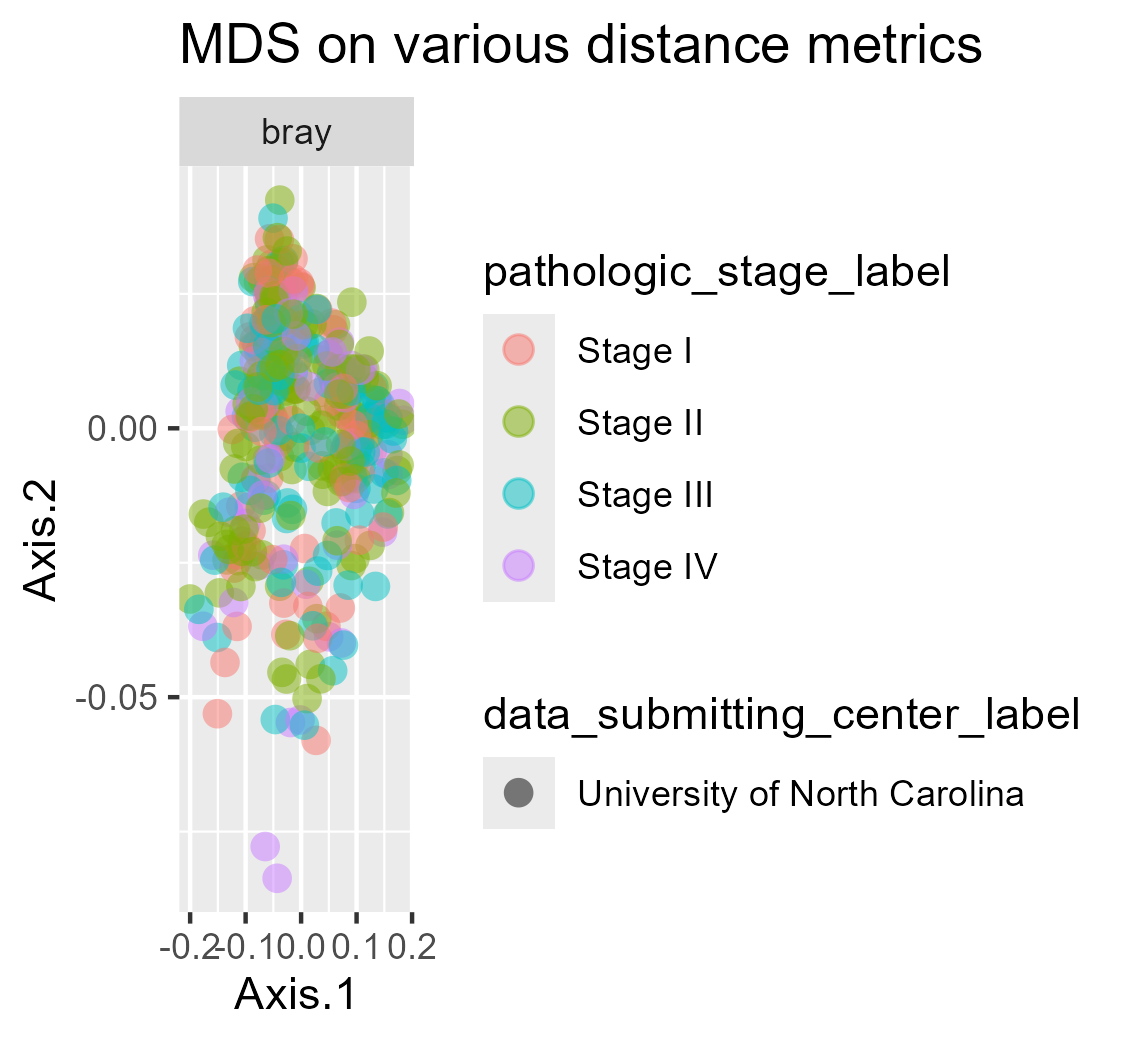 MDS on various distance metrics
bray
pathologic_stage_label
Stage I
Stage II
Stage III
Stage IV
data_submitting_center_label
University of North Carolina
Axis.2
0.00
-0.05
-0.2 -0.1 0.0 0.1 0.2
Axis.1